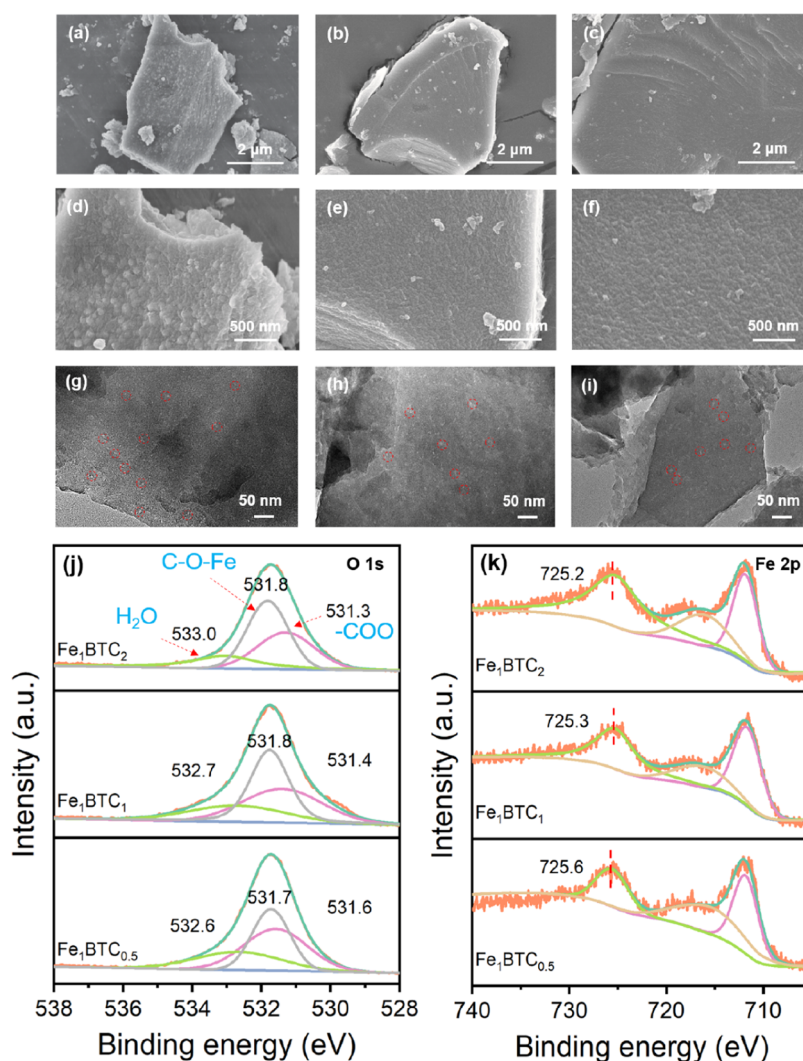 (a)
2 μm
(b)
2 μm
(c)
2 μm
(d)
500 nm
(e)
500 nm
(f)
500 nm
(g)
50 nm
(h)
50 nm
(i)
50 nm
(j)
O 1s
C-O-Fe
531.8
H₂O
533.0
531.3
-COO
Fe₁BTC₂
531.8
532.7
531.4
Fe₁BTC₁
531.7
532.6
531.6
Fe₁BTC₀.₅
538 536 534 532 530 528
Binding energy (eV)
Intensity (a.u.)
(k)
Fe 2p
725.2
Fe₁BTC₂
725.3
Fe₁BTC₁
725.6
Fe₁BTC₀.₅
740 730 720 710
Binding energy (eV)
Intensity (a.u.)